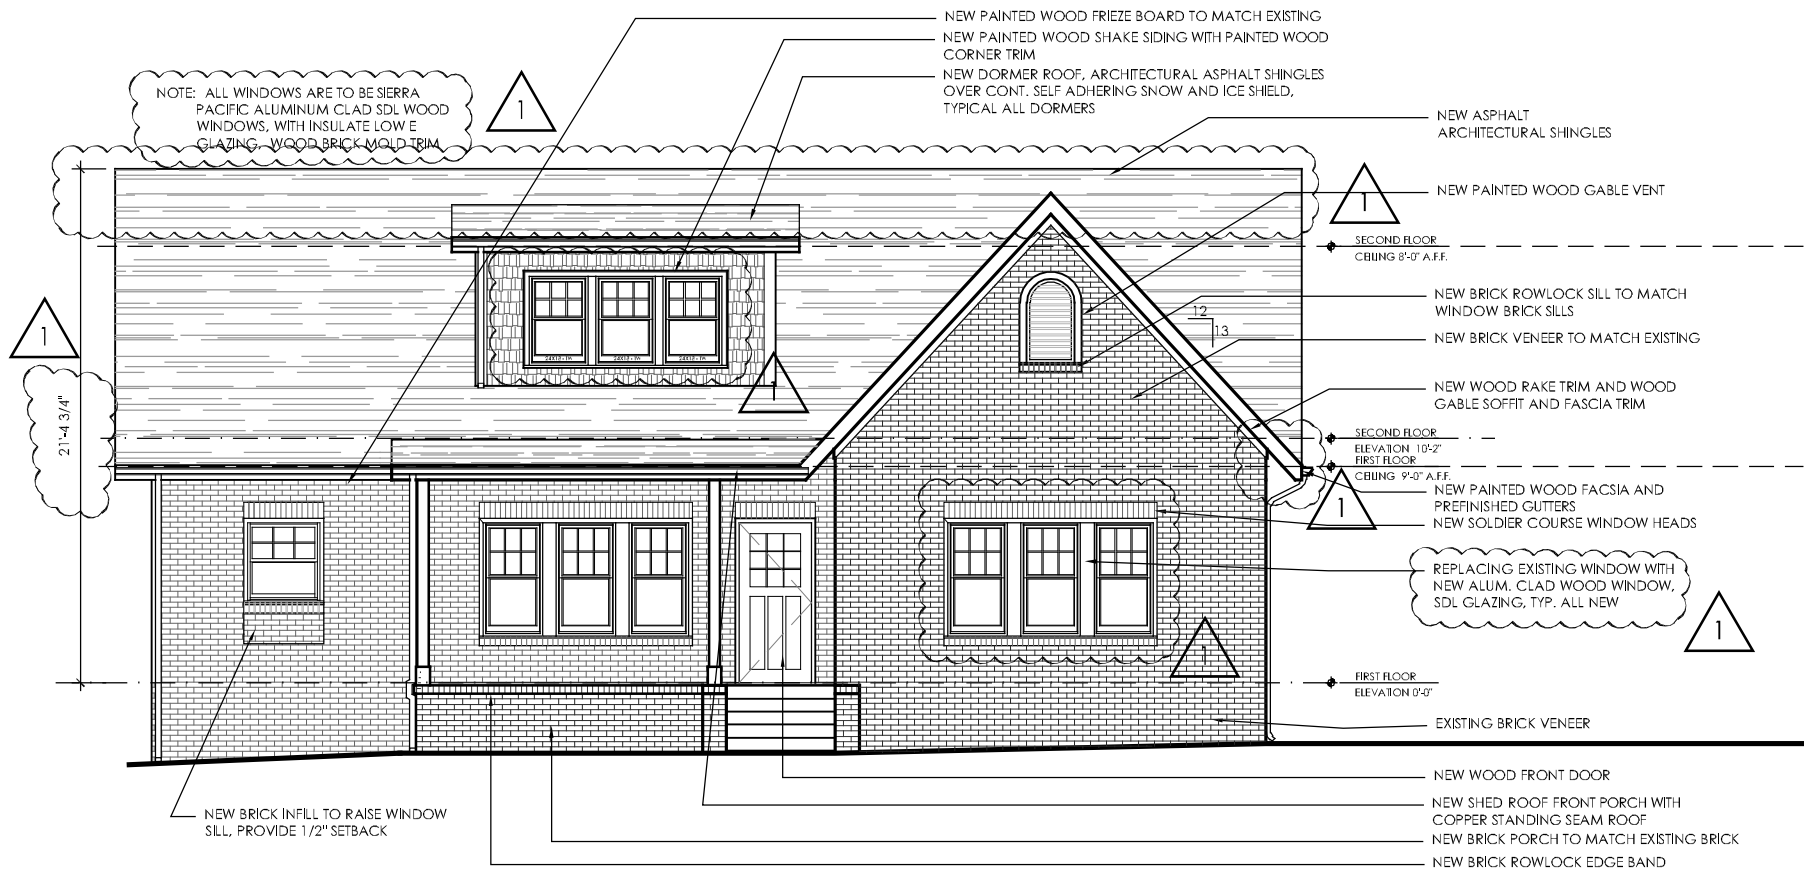 NEW PAINTED WOOD FRIEZE BOARD TO MATCH EXISTING
NEW PAINTED WOOD SHAKE SIDING WITH PAINTED WOOD
CORNER TRIM
NEW DORMER ROOF, ARCHITECTURAL ASPHALT SHINGLES
OVER CONT. SELF ADHERING SNOW AND ICE SHIELD,
TYPICAL ALL DORMERS
NOTE: ALL WINDOWS ARE TO BE SIERRA
PACIFIC ALUMINUM CLAD SDL WOOD
WINDOWS, WITH INSULATE LOW E
GLAZING, WOOD BRICK MOLD TRIM
1
NEW ASPHALT
ARCHITECTURAL SHINGLES
NEW PAINTED WOOD GABLE VENT
1
SECOND FLOOR
CEILING 8'-0" A.F.F.
NEW BRICK ROWLOCK SILL TO MATCH
WINDOW BRICK SILLS
12
13
NEW BRICK VENEER TO MATCH EXISTING
1
1
NEW WOOD RAKE TRIM AND WOOD
GABLE SOFFIT AND FASCIA TRIM
21'-4 3/4"
SECOND FLOOR
ELEVATION 10'-2"
FIRST FLOOR
CEILING 9'-0" A.F.F.
NEW PAINTED WOOD FACSIA AND
PREFINISHED GUTTERS
1
NEW SOLDIER COURSE WINDOW HEADS
REPLACING EXISTING WINDOW WITH
NEW ALUM. CLAD WOOD WINDOW,
SDL GLAZING, TYP. ALL NEW
1
1
FIRST FLOOR
ELEVATION 0'-0"
EXISTING BRICK VENEER
NEW WOOD FRONT DOOR
NEW SHED ROOF FRONT PORCH WITH
COPPER STANDING SEAM ROOF
NEW BRICK INFILL TO RAISE WINDOW
SILL, PROVIDE 1/2" SETBACK
NEW BRICK PORCH TO MATCH EXISTING BRICK
NEW BRICK ROWLOCK EDGE BAND